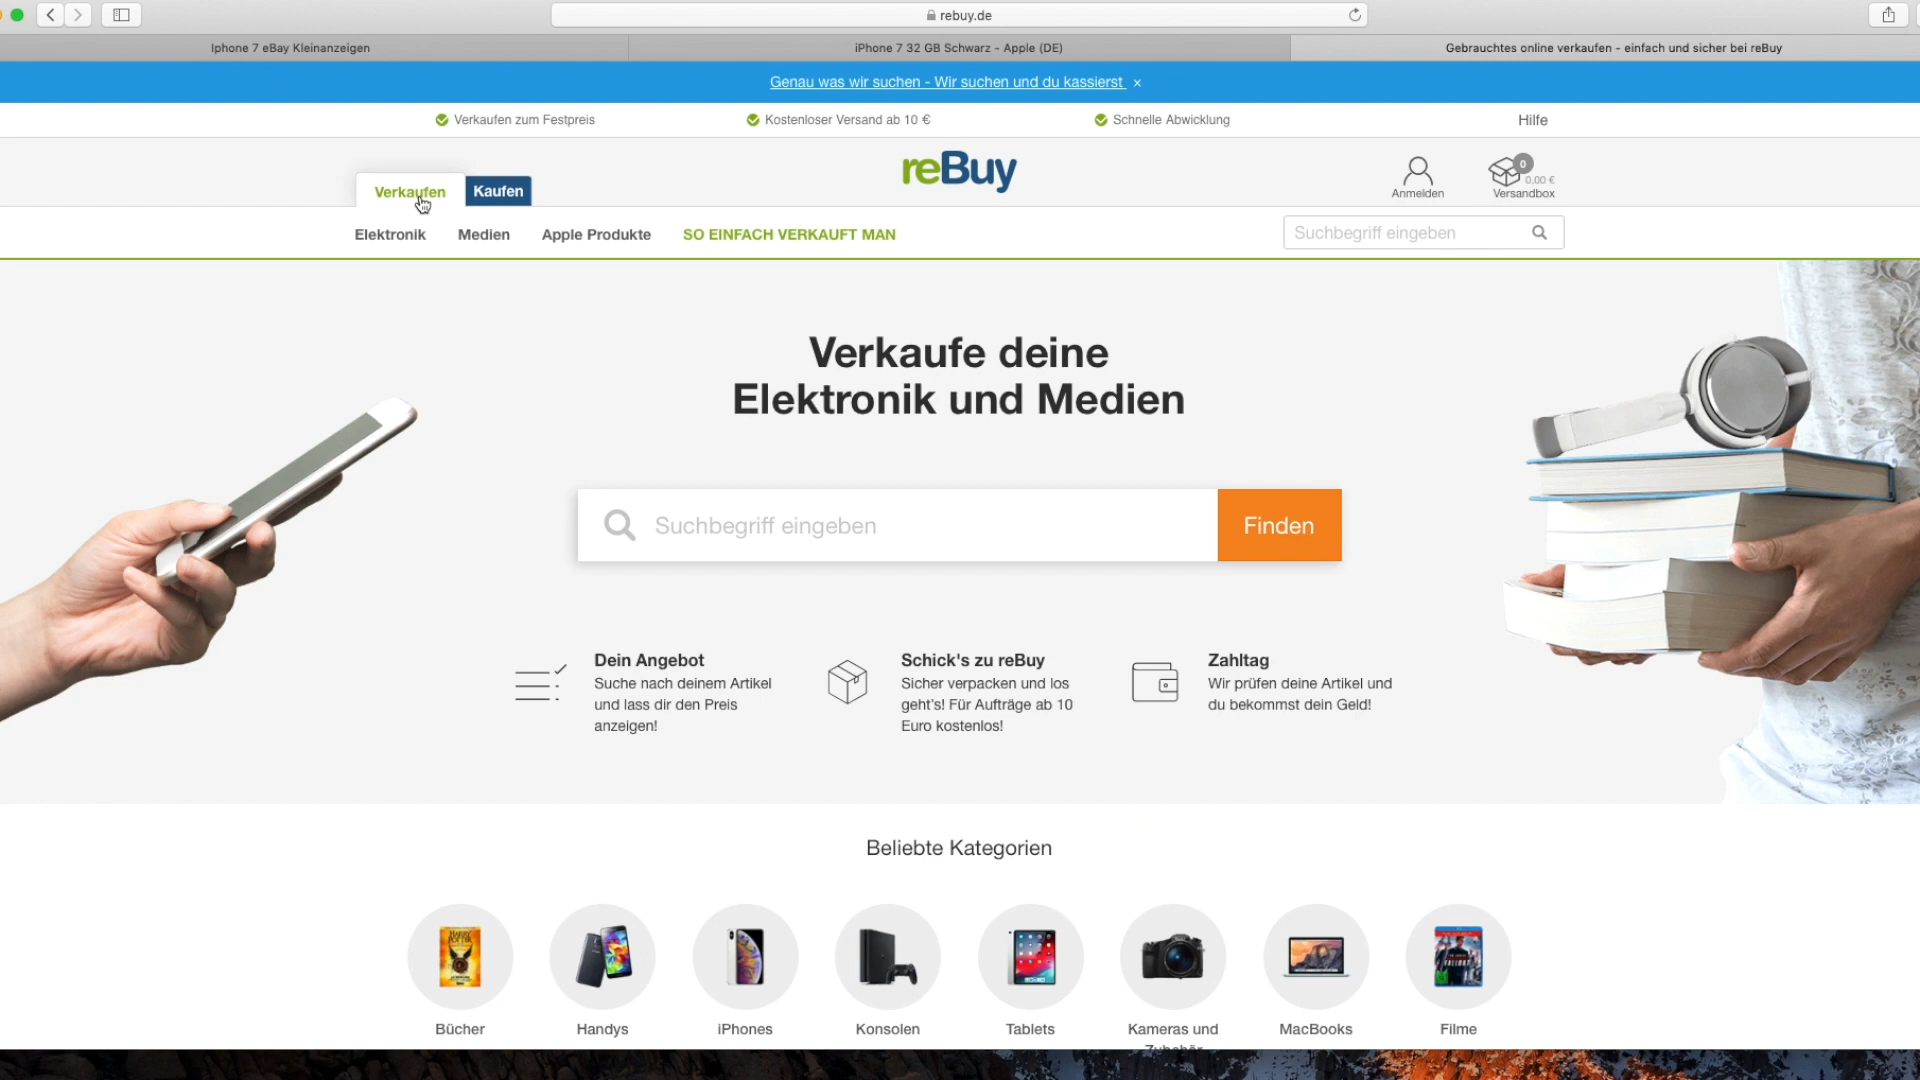 rebuy.de
Iphone 7 eBay Kleinanzeigen
iPhone 7 32 GB Schwarz - Apple (DE)
Gebrauchtes online verkaufen - einfach und sicher bei reBuy
Genau was wir suchen - Wir suchen und du kassierst ×
Verkaufen zum Festpreis
Kostenloser Versand ab 10 €
Schnelle Abwicklung
Hilfe
Verkaufen
Kaufen
reBuy
Anmelden
0
0,00 €
Versandbox
Elektronik
Medien
Apple Produkte
SO EINFACH VERKAUFT MAN
Suchbegriff eingeben
Verkaufe deine
Elektronik und Medien
Suchbegriff eingeben
Finden
Dein Angebot
Suche nach deinem Artikel
und lass dir den Preis
anzeigen!
Schick's zu reBuy
Sicher verpacken und los
geht's! Für Aufträge ab 10
Euro kostenlos!
Zahltag
Wir prüfen deine Artikel und
du bekommst dein Geld!
Beliebte Kategorien
HARRY
POTTER
Bücher
Handys
iPhones
Konsolen
Tablets
Kameras und
Zubehör
MacBooks
Filme